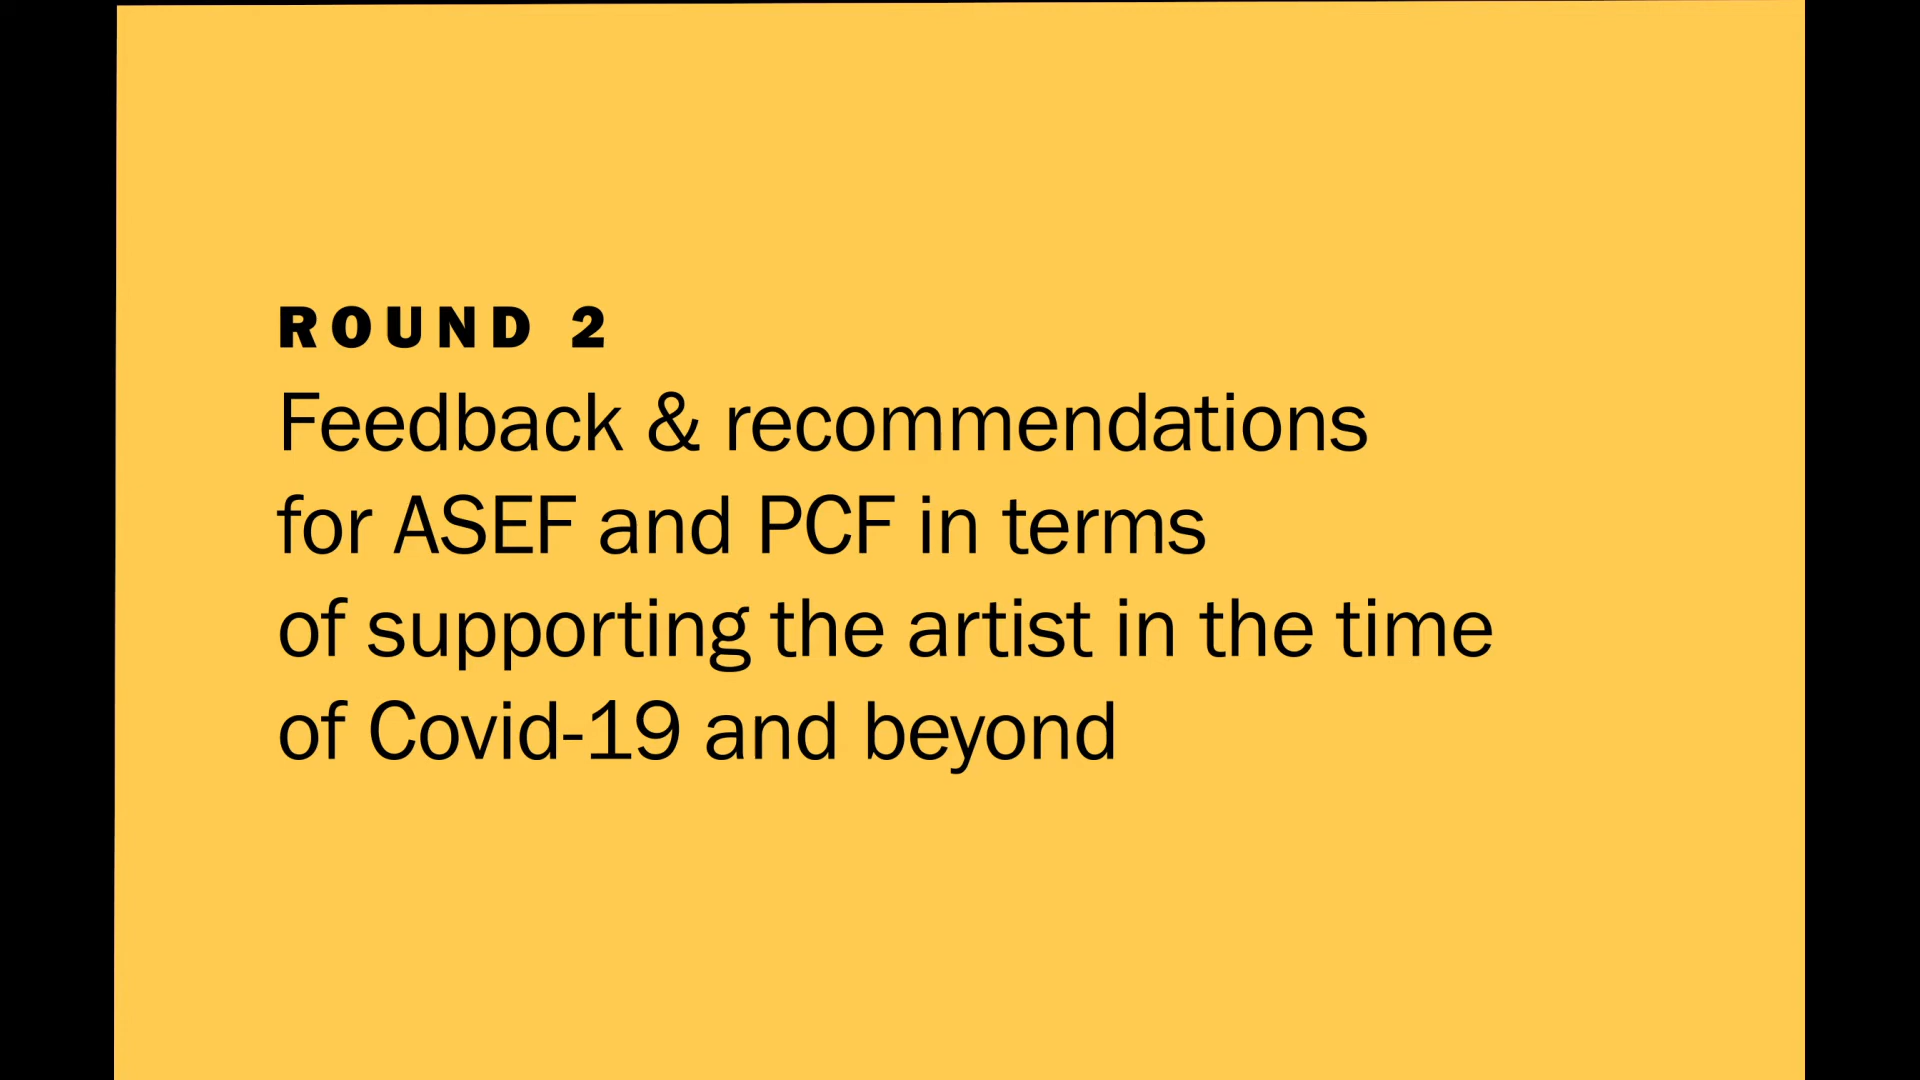 ROUND 2
Feedback & recommendations
for ASEF and PCF in terms
of supporting the artist in the time
of Covid-19 and beyond